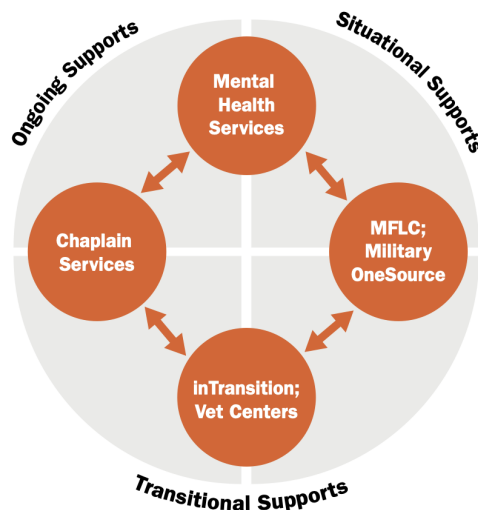 Ongoing Supports
Situational Supports
Mental
Health
Services
Chaplain
Services
MFLC;
Military
OneSource
inTransition;
Vet Centers
Transitional Supports